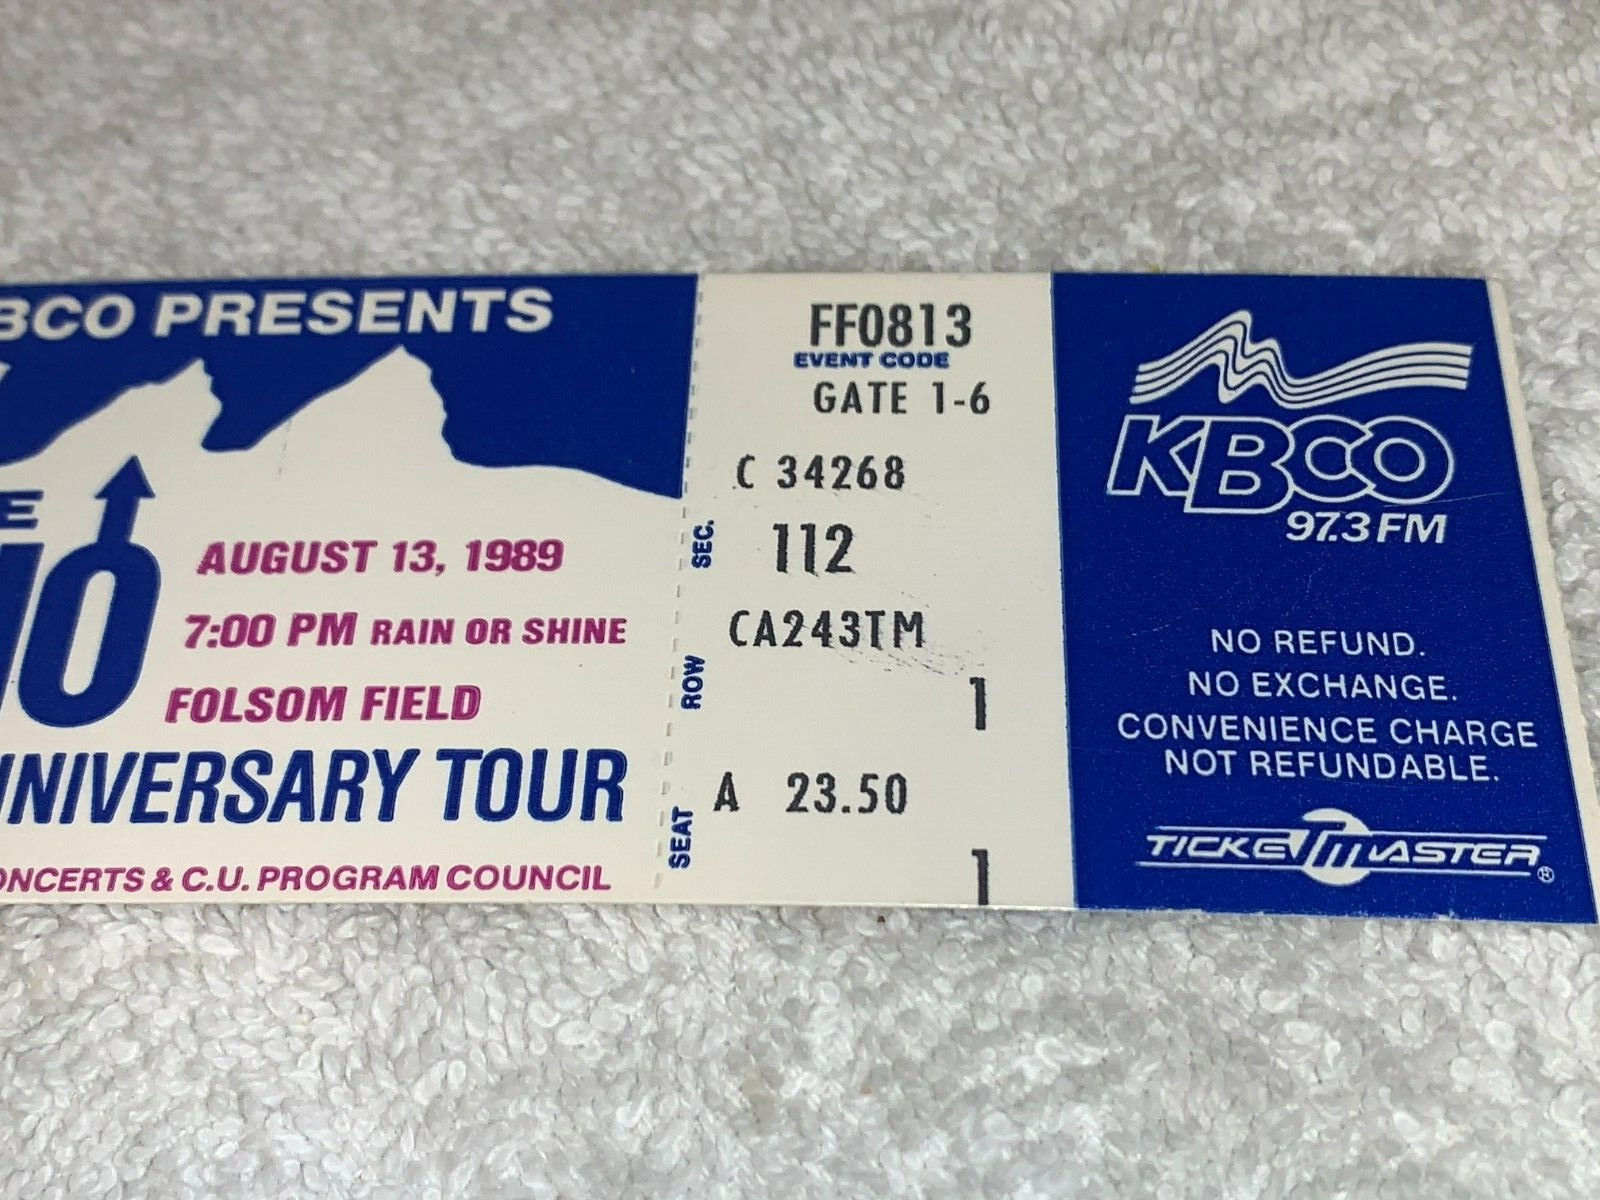 BCO PRESENTS
E
HO
AUGUST 13, 1989
7:00 PM RAIN OR SHINE
FOLSOM FIELD
NNIVERSARY TOUR
ONCERTS & C.U. PROGRAM COUNCIL
FF0813
EVENT CODE
GATE 1-6
C 34268
SEC.
112
CA243TM
ROW
1
A 23.50
SEAT
1
KBCO
97.3 FM
NO REFUND.
NO EXCHANGE.
CONVENIENCE CHARGE
NOT REFUNDABLE.
TICKETMASTER®